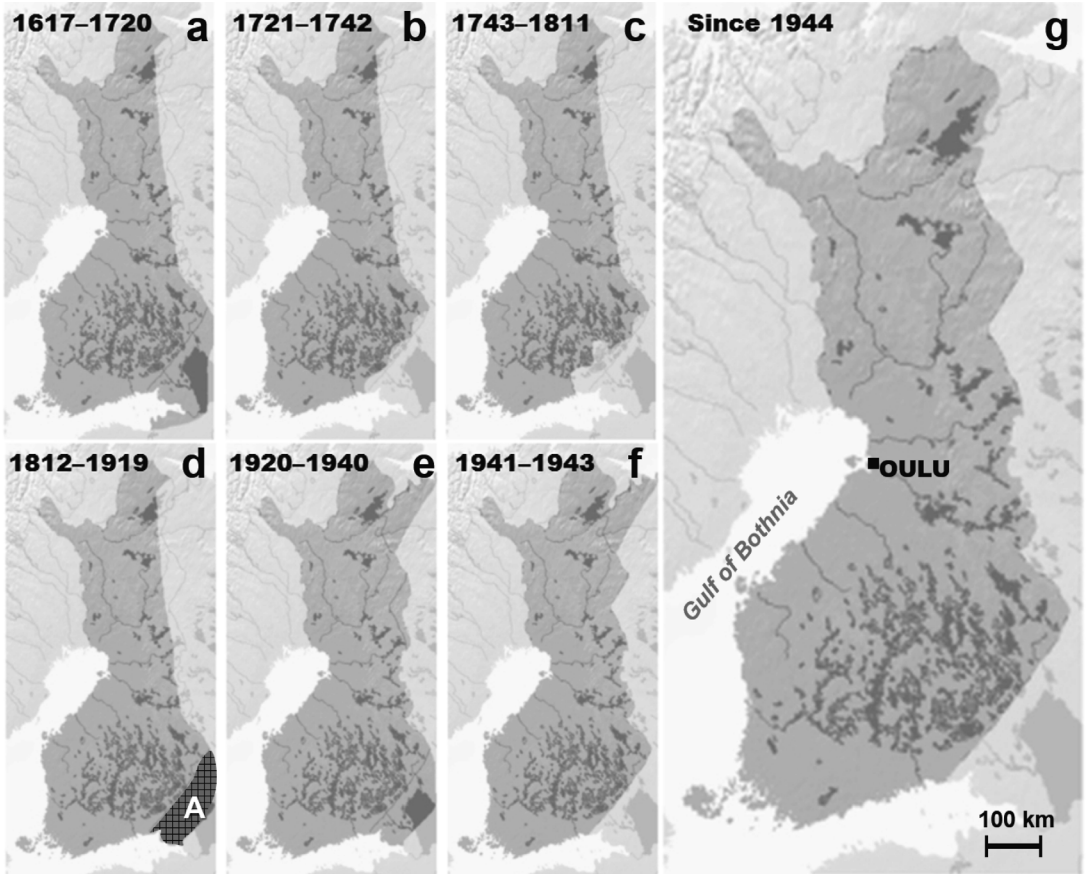 1617–1720 a
1721–1742 b
1743–1811 c
Since 1944 g
1812–1919 d
1920–1940 e
1941–1943 f
A
OULU
Gulf of Bothnia
100 km